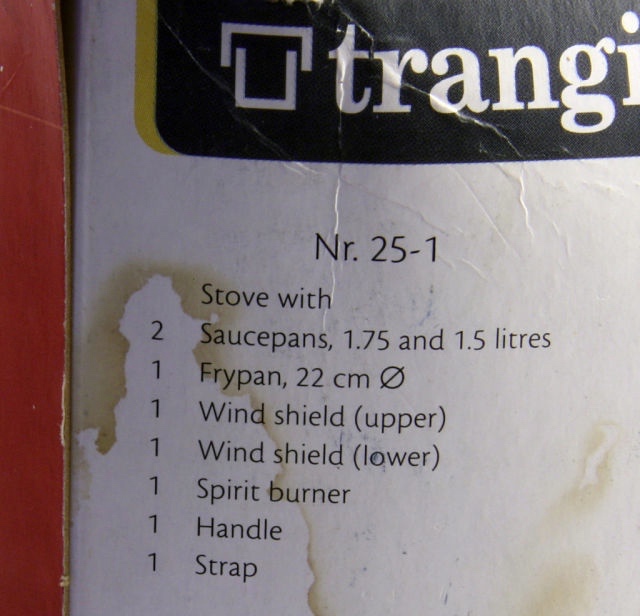 trangi
Nr. 25-1
Stove with
2 Saucepans, 1.75 and 1.5 litres
1 Frypan, 22 cm Ø
1 Wind shield (upper)
1 Wind shield (lower)
1 Spirit burner
1 Handle
1 Strap